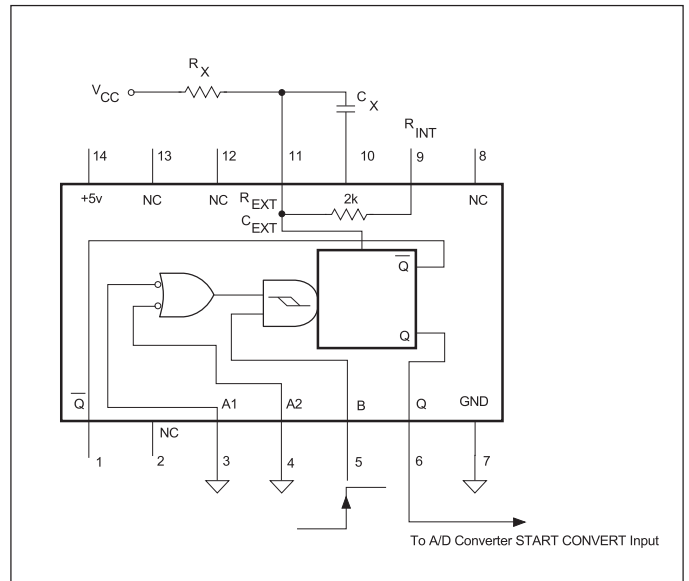 R X
V CC
C X
R INT
14 13 12 11 10 9 8
+5v NC NC R EXT 2k NC
C EXT
Q
Q
Q A1 A2 B Q GND
NC
1 2 3 4 5 6 7
To A/D Converter START CONVERT Input